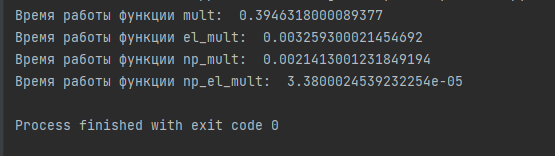 Время работы функции mult:  0.3946318000089377
Время работы функции el_mult:  0.003259300021454692
Время работы функции np_mult:  0.0021413001231849194
Время работы функции np_el_mult:  3.3800024539232254e-05
Process finished with exit code 0